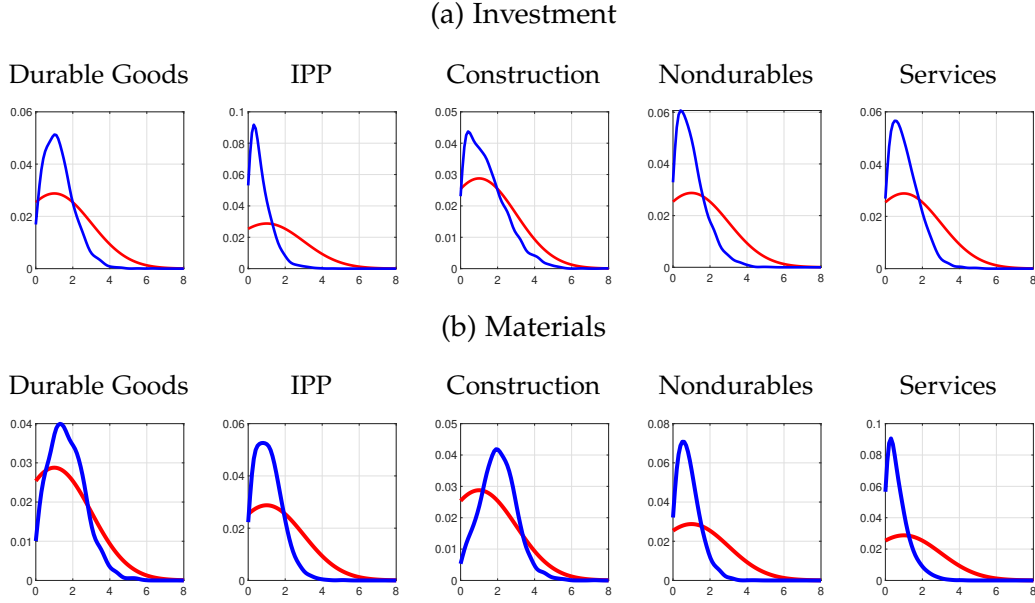 (a) Investment
Durable Goods IPP Construction Nondurables Services
0.06 0.1 0.05 0.06 0.06
0.08 0.04
0.04 0.06 0.03 0.04 0.04
0.04 0.02
0.02 0.02 0.01 0.02 0.02
0 0 0 0 0
0 2 4 6 8 0 2 4 6 8 0 2 4 6 8 0 2 4 6 8 0 2 4 6 8
(b) Materials
Durable Goods IPP Construction Nondurables Services
0.04 0.06 0.05 0.08 0.1
0.03 0.04 0.04 0.06 0.08
0.02 0.03 0.04 0.06
0.02 0.02 0.04
0.01 0.01 0.02 0.02
0 0 0 0 0
0 2 4 6 8 0 2 4 6 8 0 2 4 6 8 0 2 4 6 8 0 2 4 6 8